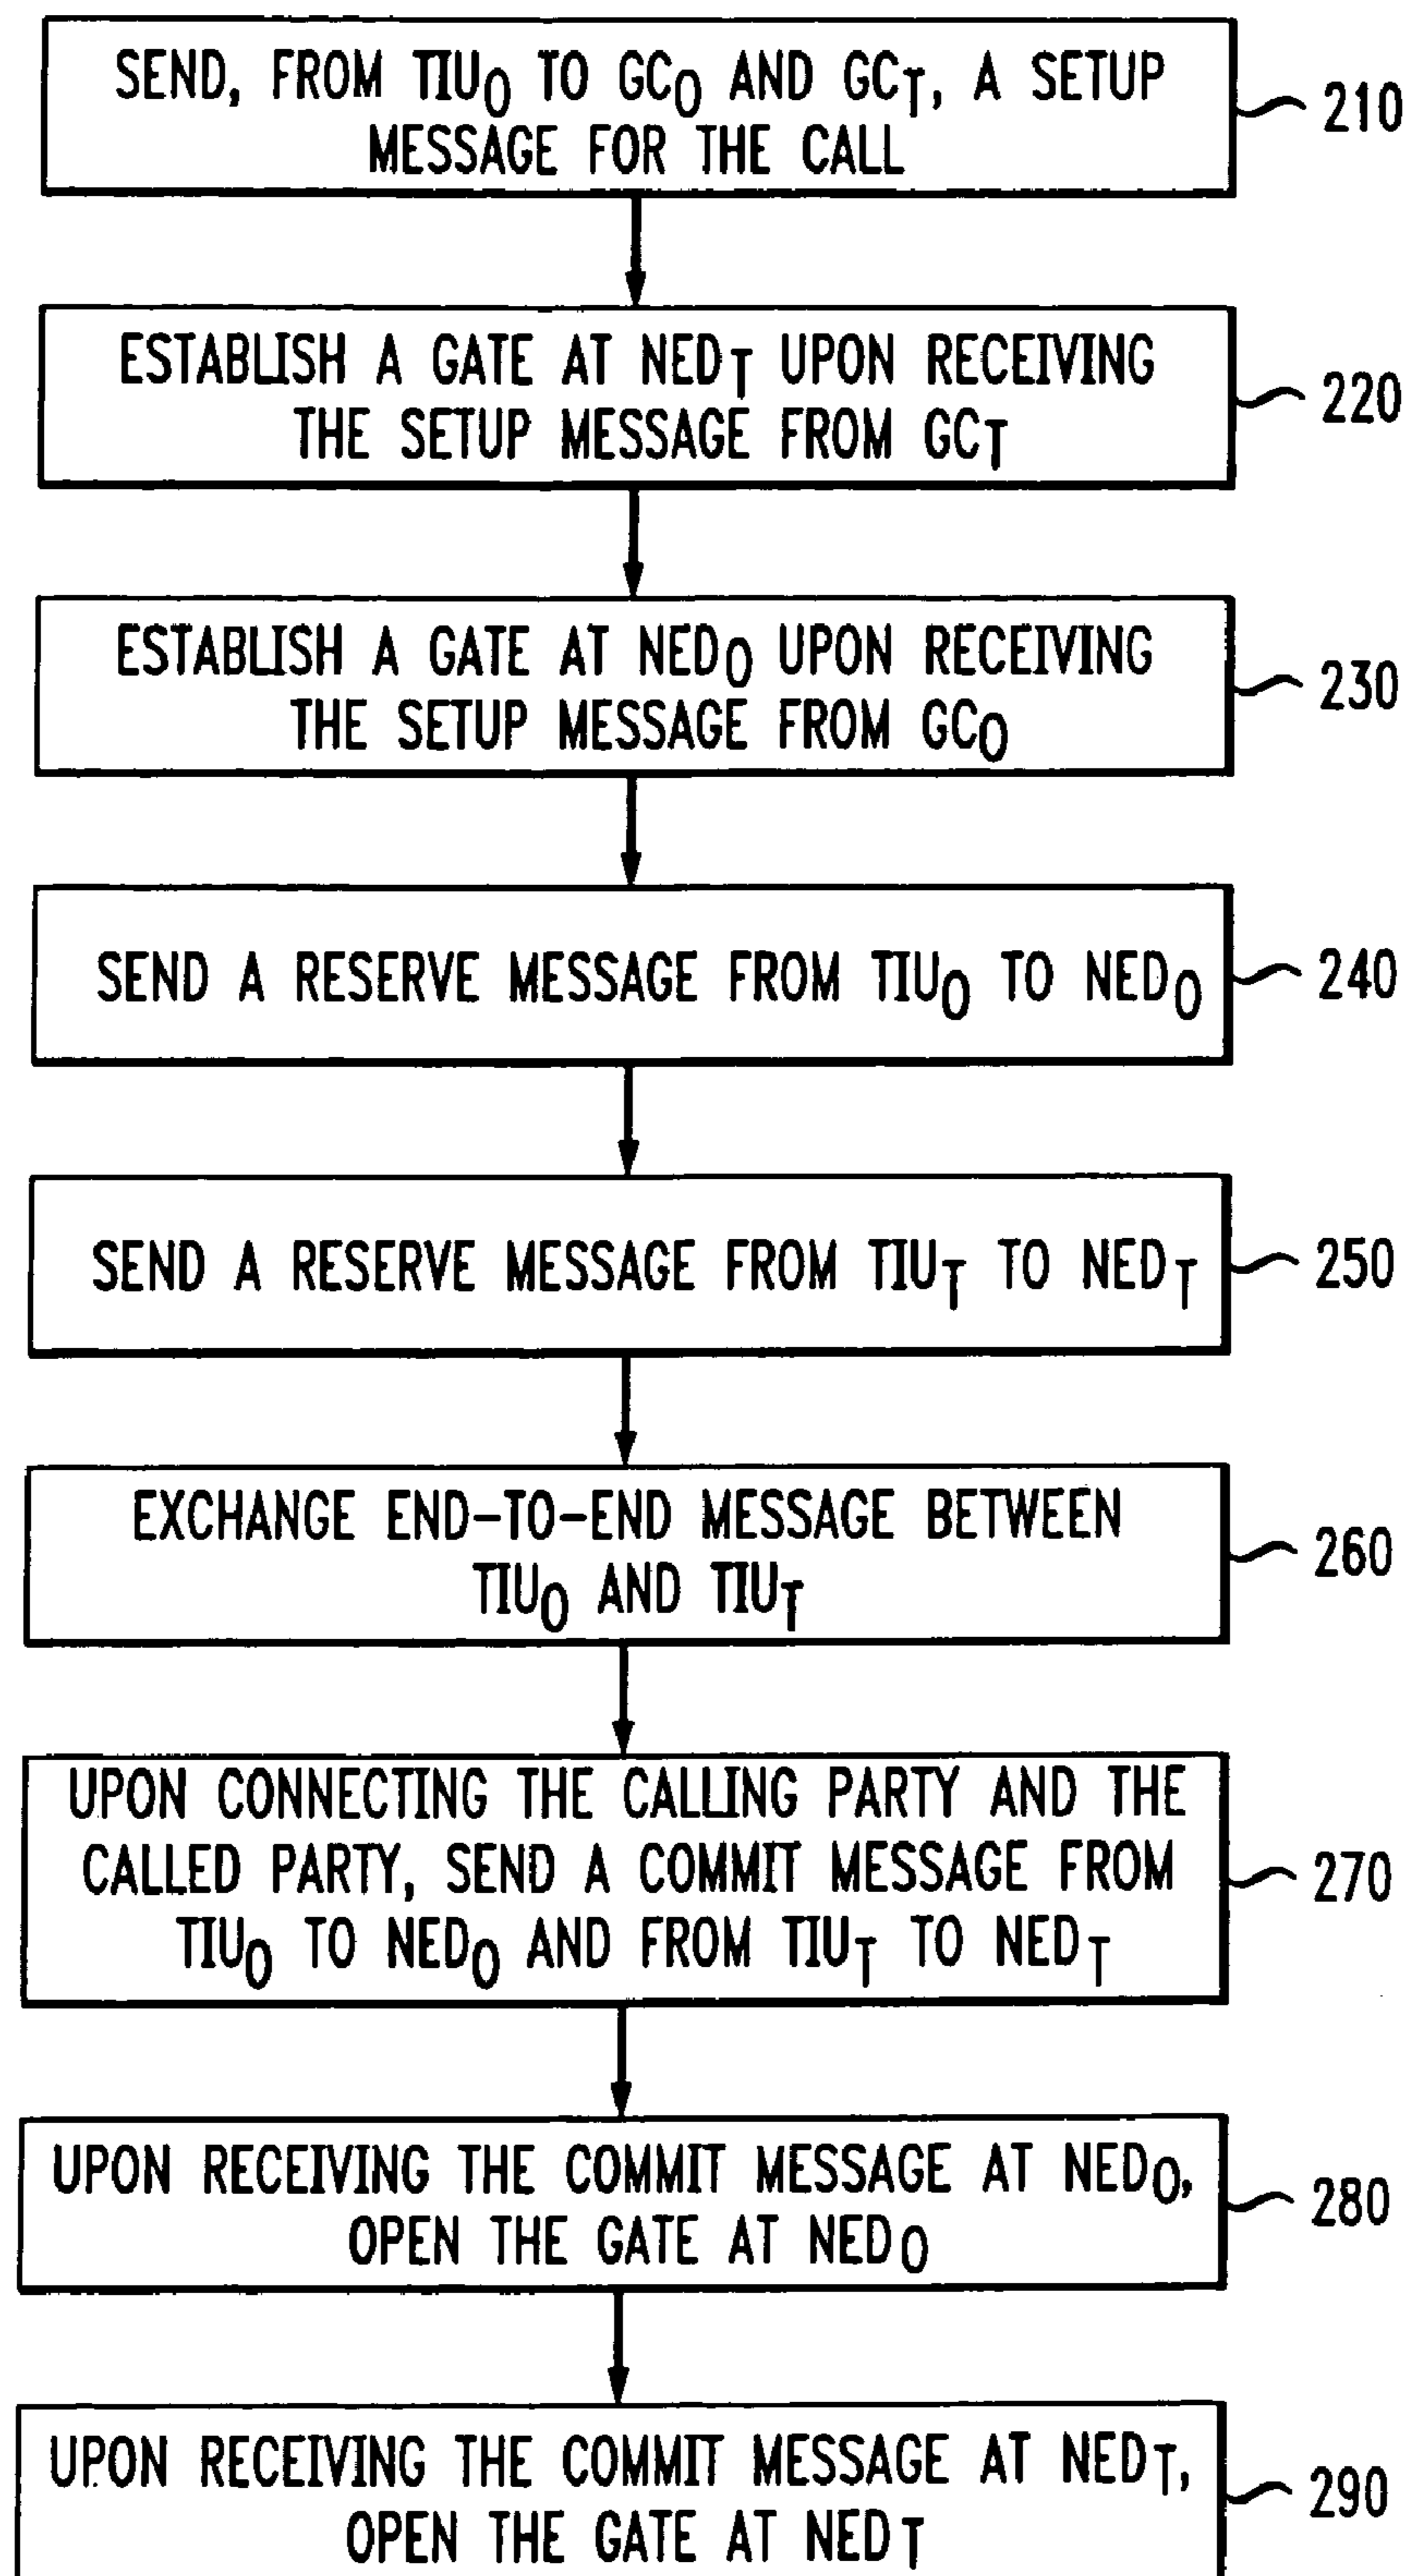 SEND, FROM TIU₀ TO GC₀ AND GCT, A SETUP
MESSAGE FOR THE CALL
210
ESTABLISH A GATE AT NEDT UPON RECEIVING
THE SETUP MESSAGE FROM GCT
220
ESTABLISH A GATE AT NEDO UPON RECEIVING
THE SETUP MESSAGE FROM GCO
230
SEND A RESERVE MESSAGE FROM TIUO TO NEDO
240
SEND A RESERVE MESSAGE FROM TIUT TO NEDT
250
EXCHANGE END-TO-END MESSAGE BETWEEN
TIUO AND TIUT
260
UPON CONNECTING THE CALLING PARTY AND THE
CALLED PARTY, SEND A COMMIT MESSAGE FROM
TIUO TO NEDO AND FROM TIUT TO NEDT
270
UPON RECEIVING THE COMMIT MESSAGE AT NEDO,
OPEN THE GATE AT NEDO
280
UPON RECEIVING THE COMMIT MESSAGE AT NEDT,
OPEN THE GATE AT NEDT
290